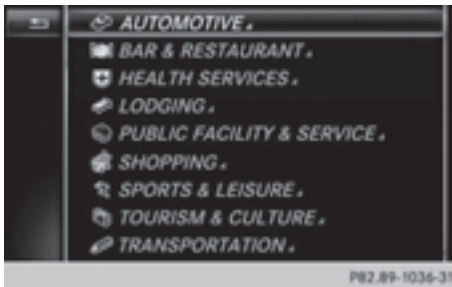 AUTOMOTIVE
BAR & RESTAURANT
HEALTH SERVICES
LODGING
PUBLIC FACILITY & SERVICE
SHOPPING
SPORTS & LEISURE
TOURISM & CULTURE
TRANSPORTATION
P82.89-1036-31